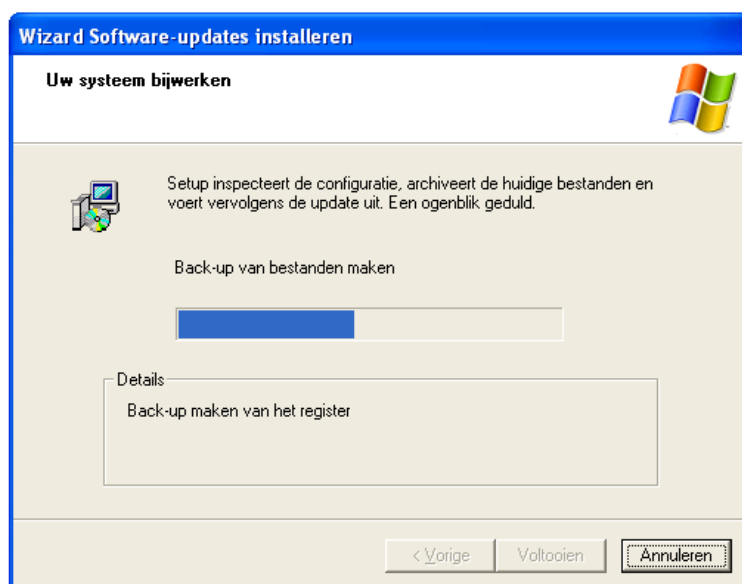 Wizard Software-updates installeren
Uw systeem bijwerken
Setup inspecteert de configuratie, archiveert de huidige bestanden en
voert vervolgens de update uit. Een ogenblik geduld.
Back-up van bestanden maken
Details
Back-up maken van het register
< Vorige
Voltooien
Annuleren